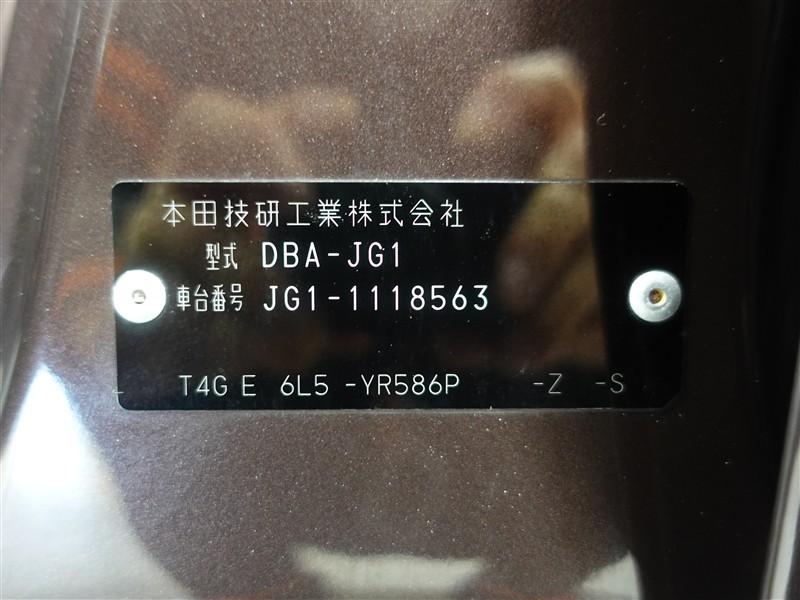 本田技研工業株式会社
型式 DBA-JG1
車台番号 JG1-1118563
T4G E 6L5 -YR586P -Z -S